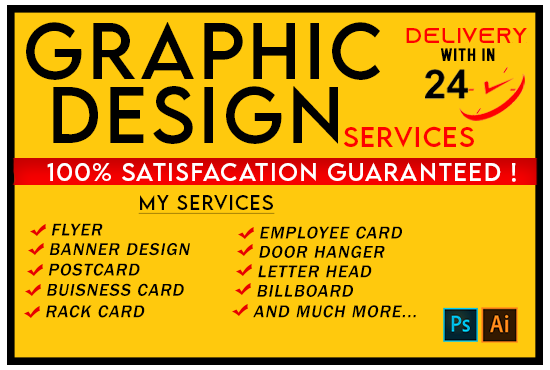 GRAPHIC
DESIGN
SERVICES
DELIVERY
WITH IN
24
100% SATISFACATION GUARANTEED !
MY SERVICES
FLYER
BANNER DESIGN
POSTCARD
BUISNESS CARD
RACK CARD
EMPLOYEE CARD
DOOR HANGER
LETTER HEAD
BILLBOARD
AND MUCH MORE...
Ps
Ai